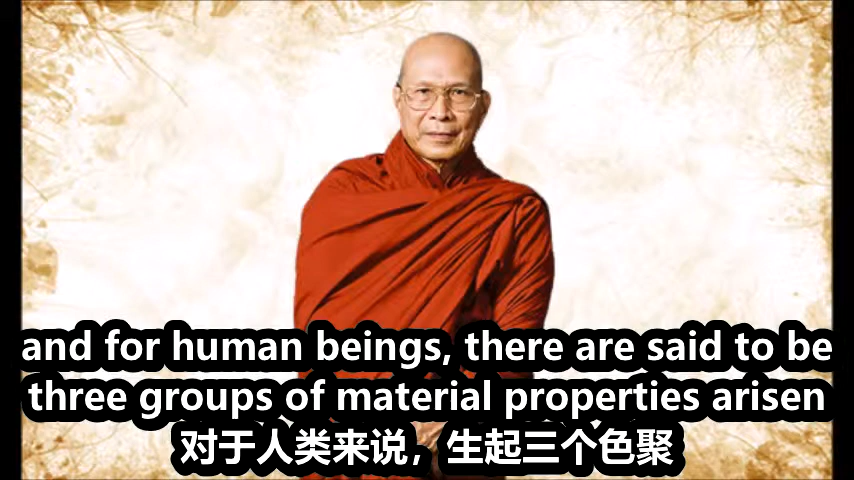 and for human beings, there are said to be
three groups of material properties arisen
对于人类来说，生起三个色聚